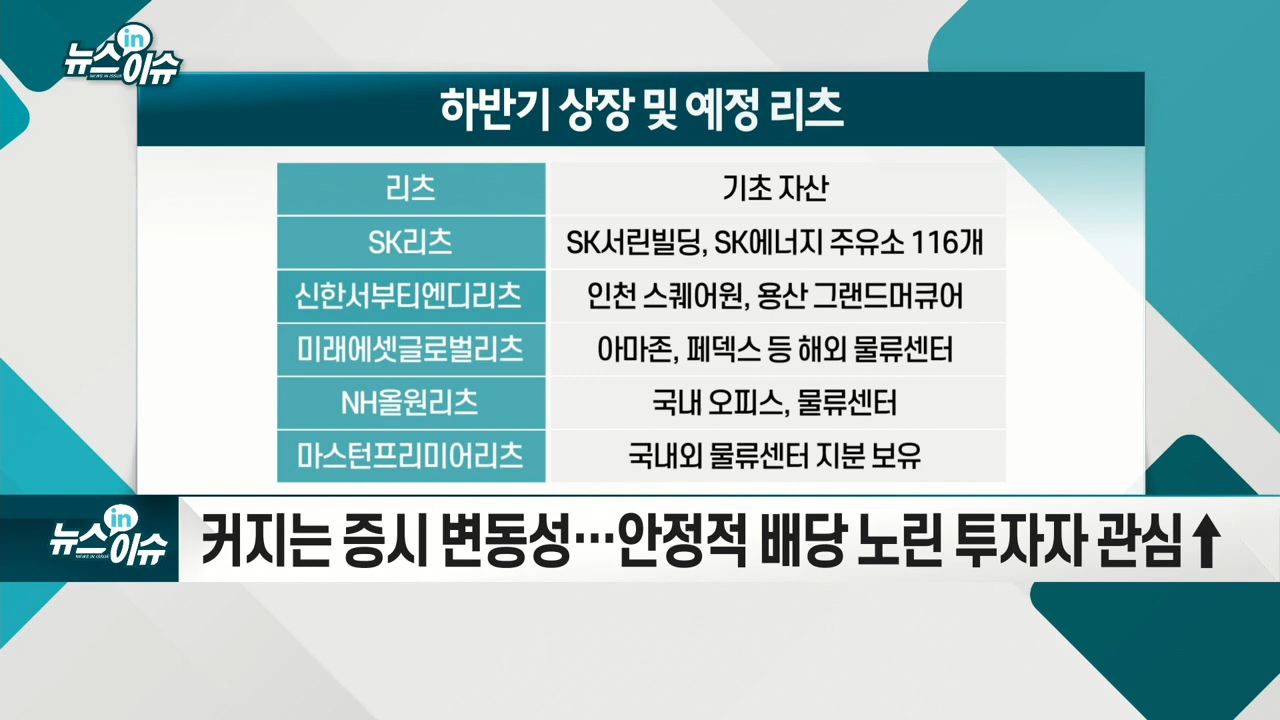 뉴스in이슈
NEWS IN ISSUE
하반기 상장 및 예정 리츠
리츠 기초 자산
SK리츠 SK서린빌딩, SK에너지 주유소 116개
신한서부티엔디리츠 인천 스퀘어원, 용산 그랜드머큐어
미래에셋글로벌리츠 아마존, 페덱스 등 해외 물류센터
NH올원리츠 국내 오피스, 물류센터
마스턴프리미어리츠 국내외 물류센터 지분 보유
뉴스in이슈
NEWS IN ISSUE
커지는 증시 변동성…안정적 배당 노린 투자자 관심↑